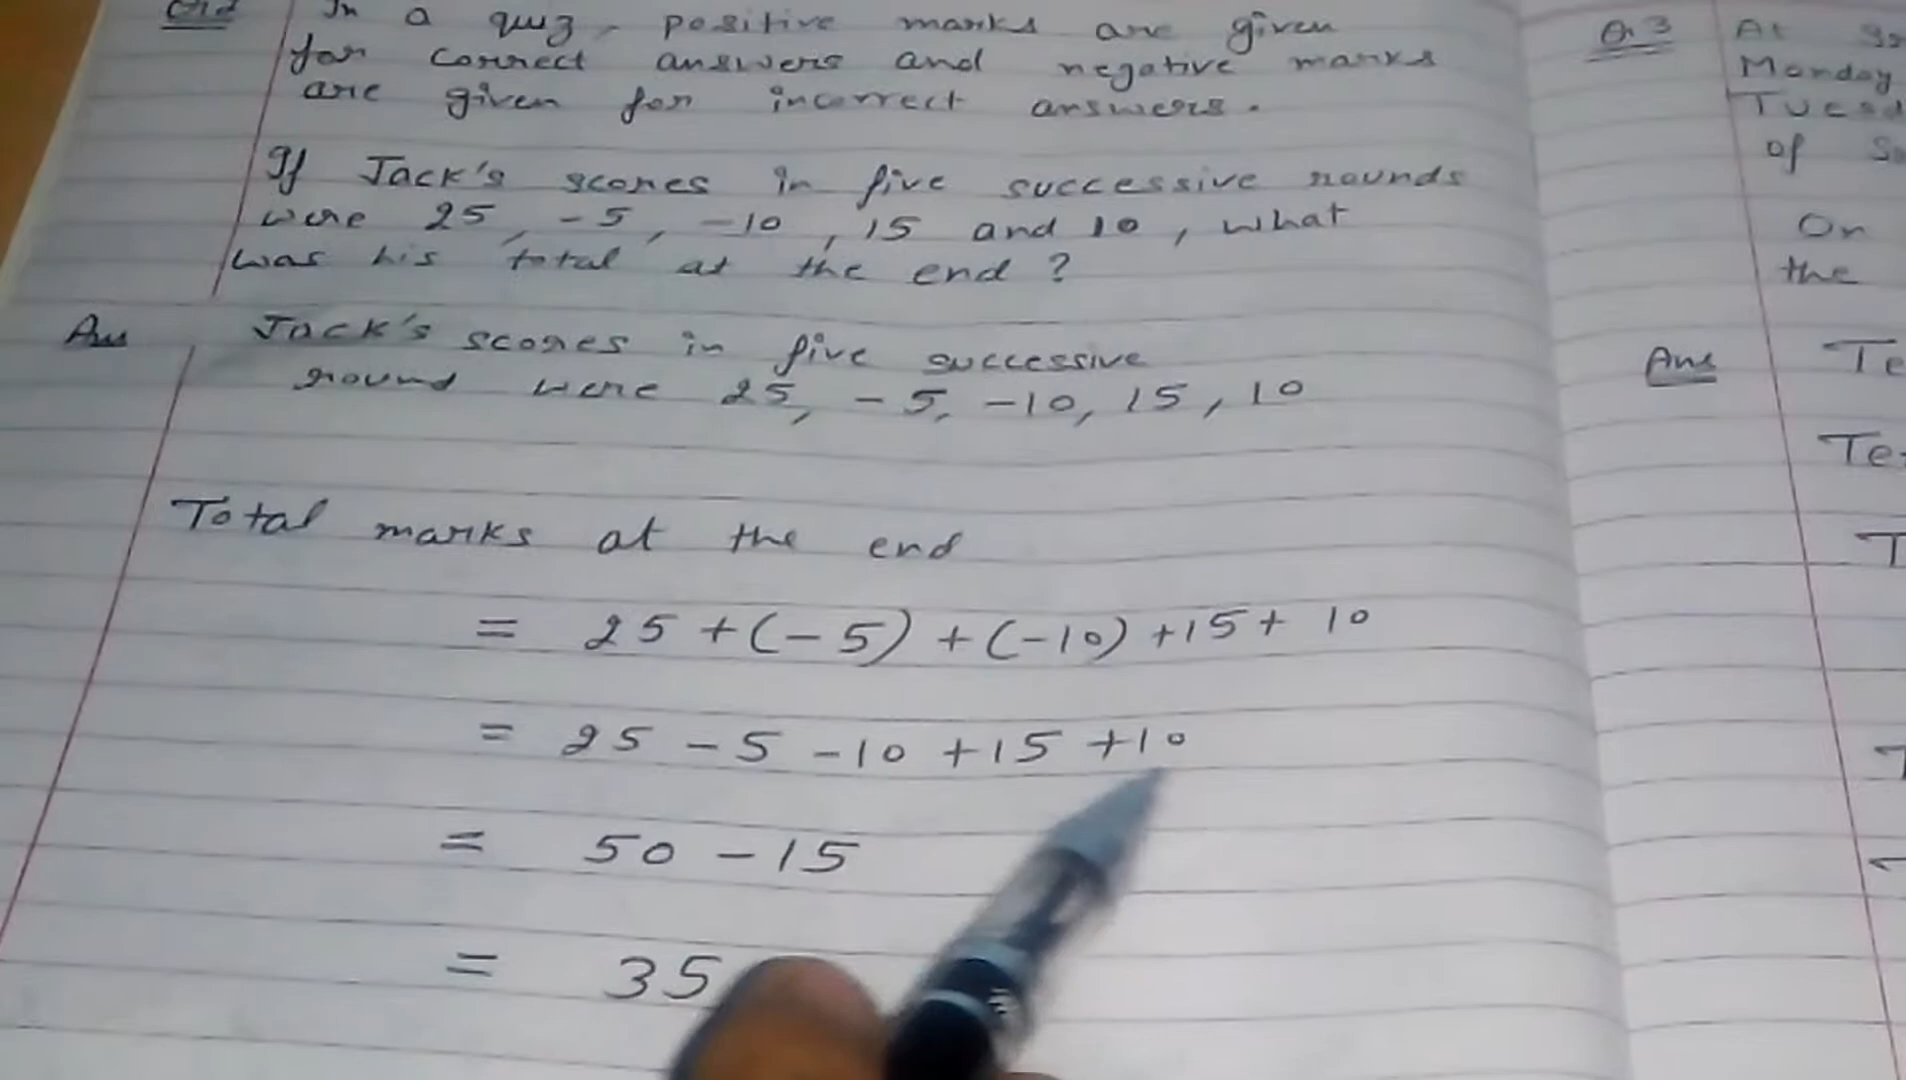 In a quiz, positive marks are given
for correct answers and negative marks
are given for incorrect answers.
If Jack's scores in five successive rounds
were 25, -5, -10, 15 and 10, what
was his total at the end?
Ans
Jack's scores in five successive
round were 25, -5, -10, 15, 10
Total marks at the end
= 25 + (-5) + (-10) + 15 + 10
= 25 - 5 - 10 + 15 + 10
= 50 - 15
= 35
Q.3
At
Monday
of
On
the
Ans